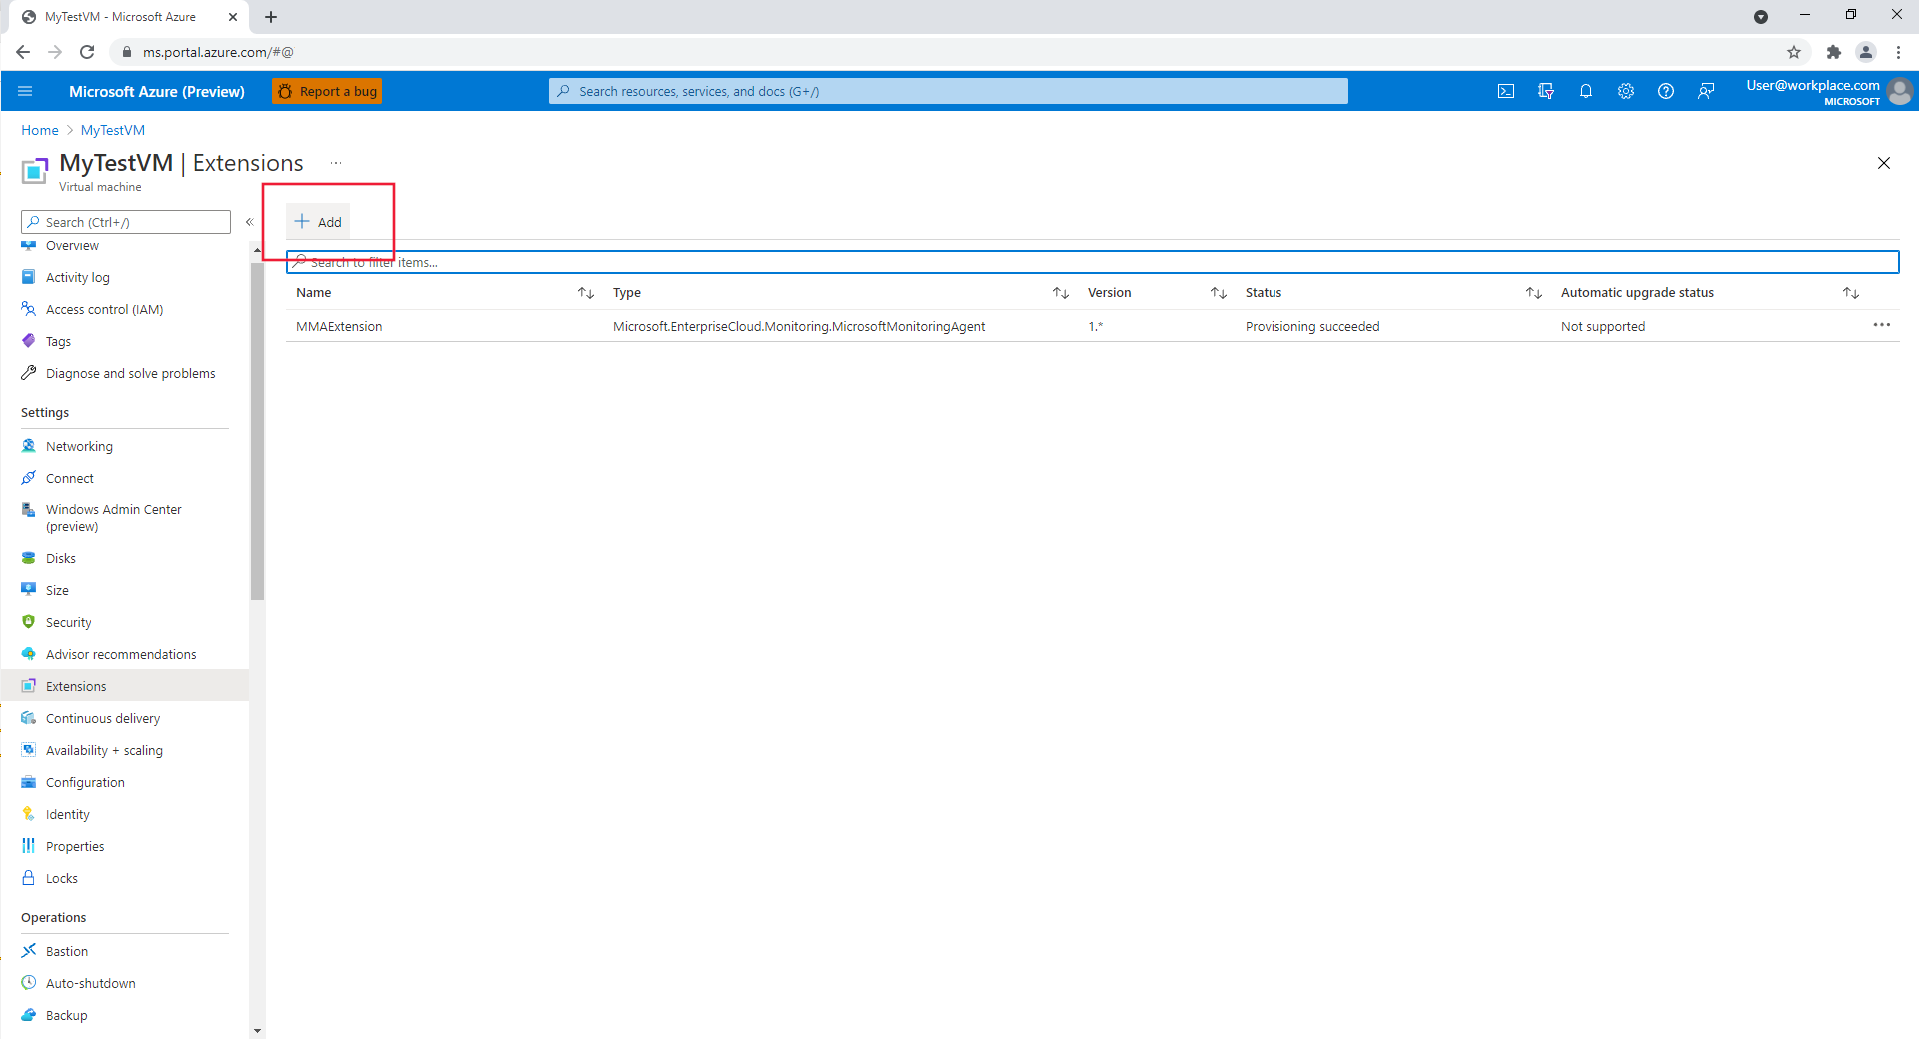 MyTestVM - Microsoft Azure
ms.portal.azure.com/#@
Microsoft Azure (Preview)
Report a bug
Search resources, services, and docs (G+/)
User@workplace.com
MICROSOFT
Home > MyTestVM
MyTestVM | Extensions ...
Virtual machine
Search (Ctrl+/)
«
Overview
Activity log
Access control (IAM)
Tags
Diagnose and solve problems
Settings
Networking
Connect
Windows Admin Center
(preview)
Disks
Size
Security
Advisor recommendations
Extensions
Continuous delivery
Availability + scaling
Configuration
Identity
Properties
Locks
Operations
Bastion
Auto-shutdown
Backup
+ Add
Search to filter items...
Name Type Version Status Automatic upgrade status
MMAExtension Microsoft.EnterpriseCloud.Monitoring.MicrosoftMonitoringAgent 1.* Provisioning succeeded Not supported ...